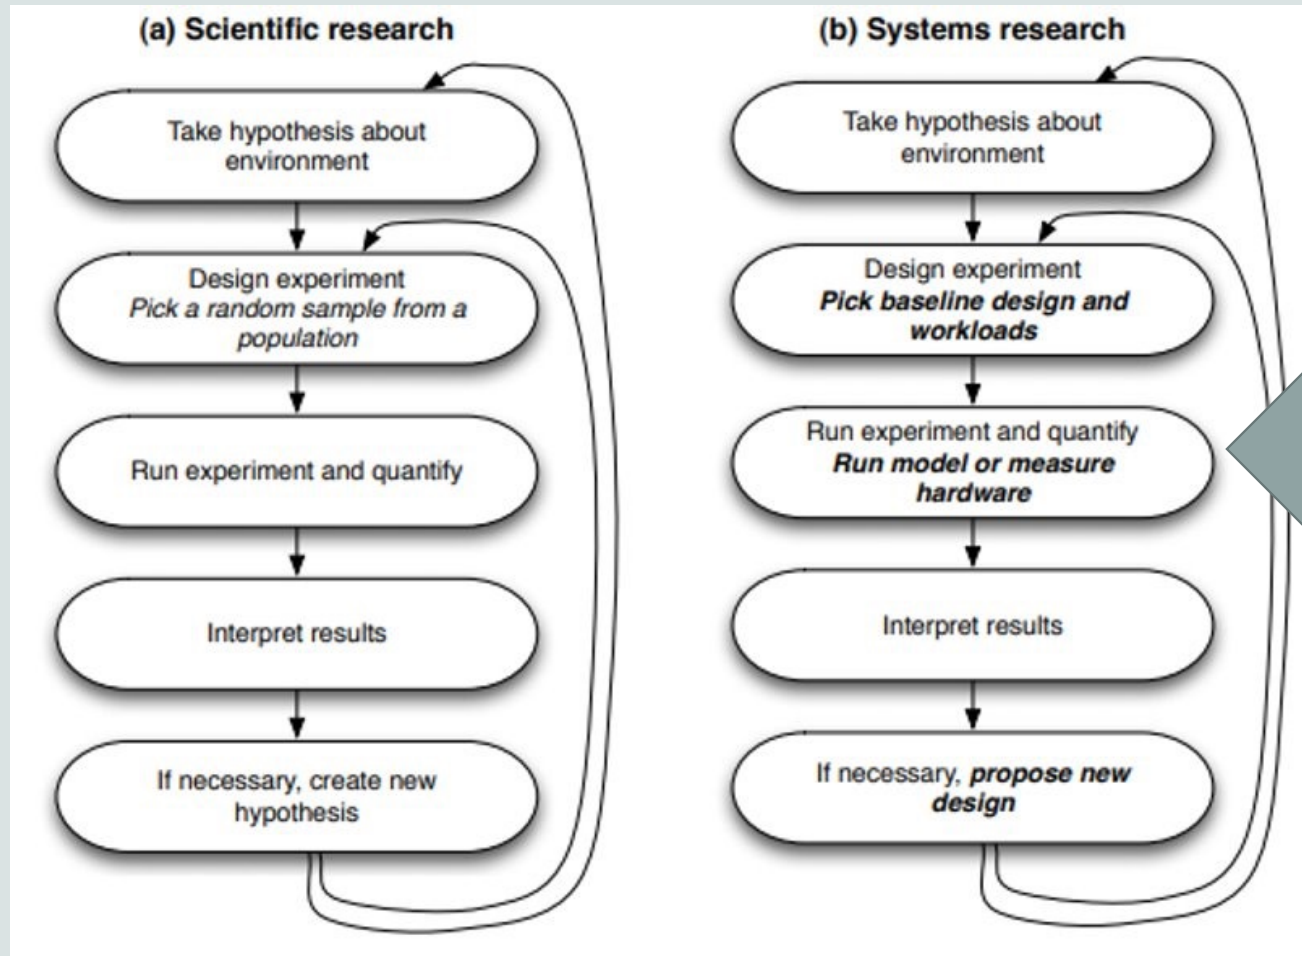 (a) Scientific research
Take hypothesis about
environment
Design experiment
Pick a random sample from a
population
Run experiment and quantify
Interpret results
If necessary, create new
hypothesis
(b) Systems research
Take hypothesis about
environment
Design experiment
Pick baseline design and
workloads
Run experiment and quantify
Run model or measure
hardware
Interpret results
If necessary, propose new
design